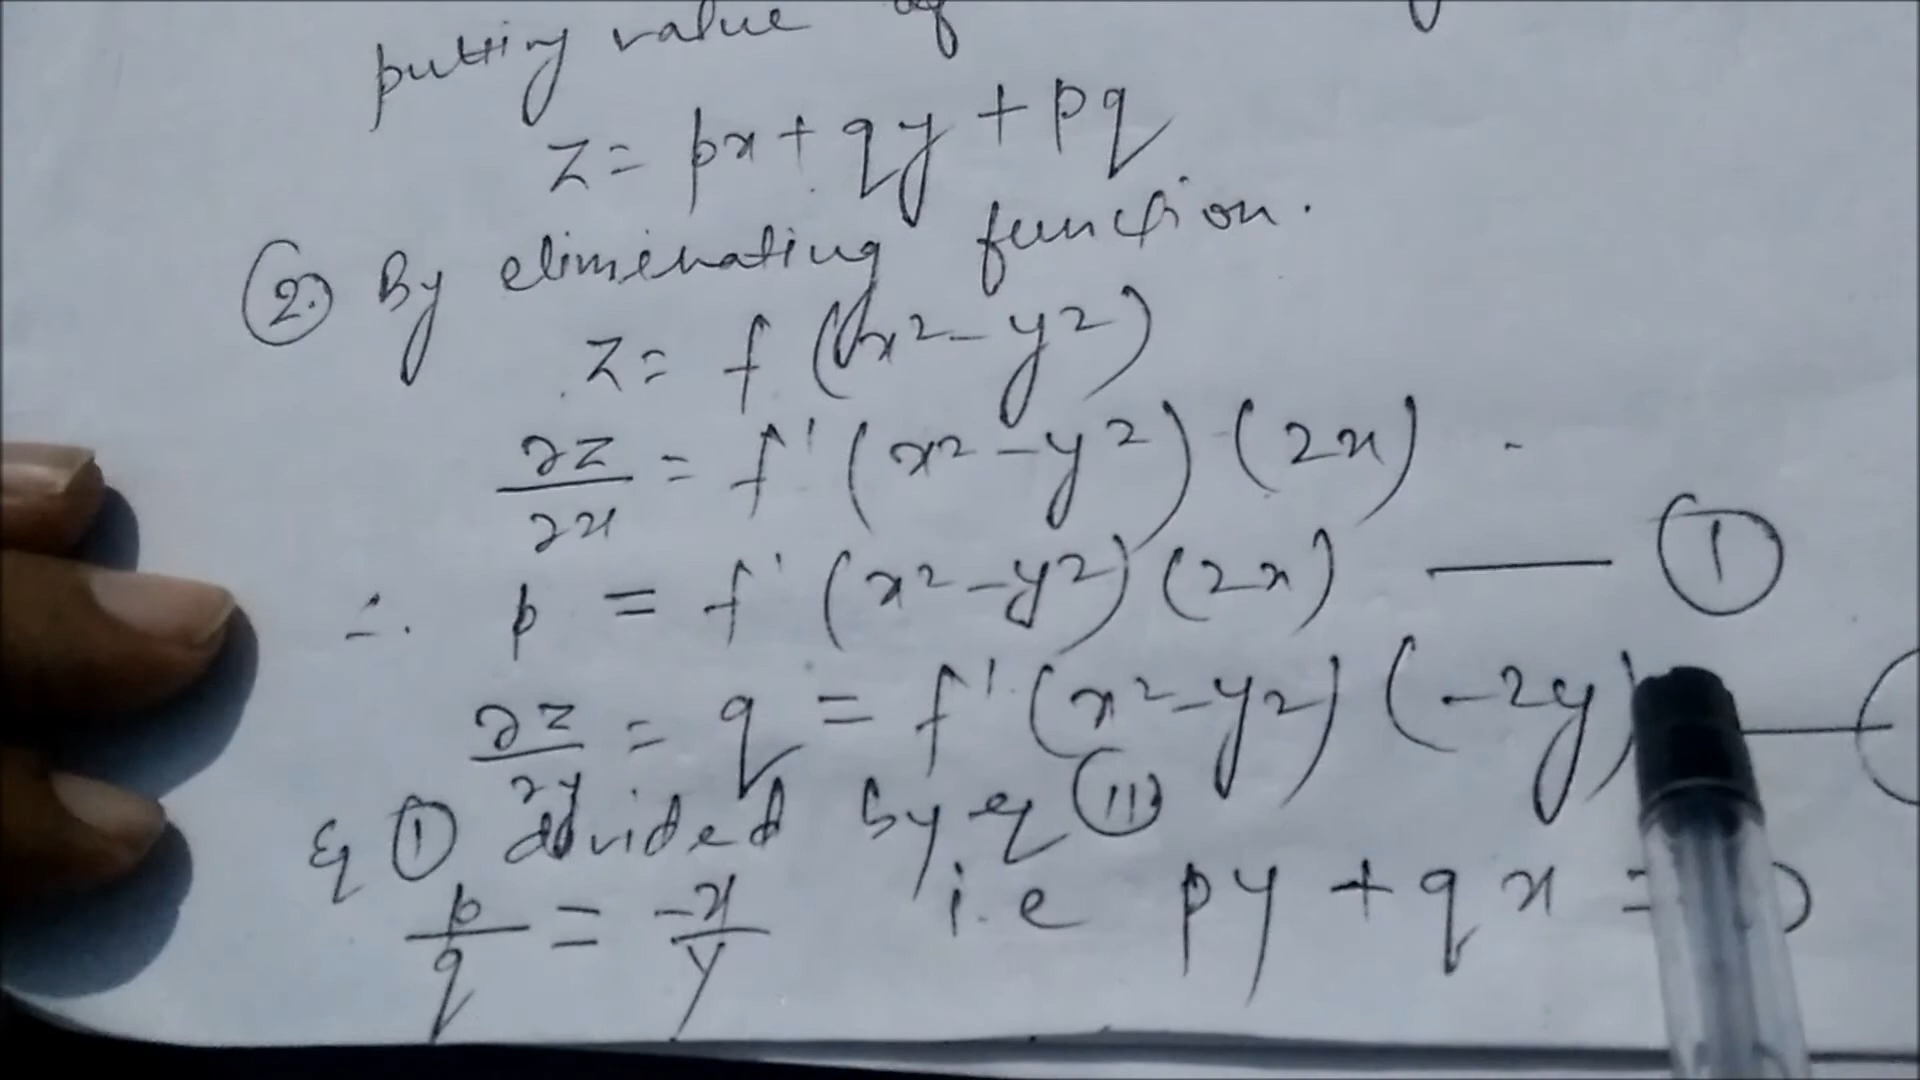 putting value of
z = px + qy + pq
② By eliminating function.
z = f (x² - y²)
∂z/∂x = f' (x² - y²) (2x)
∴ p = f' (x² - y²) (2x) — ①
∂z/∂y = q = f' (x² - y²) (-2y) —
Eq ① divided by eq (11)
p/q = -x/y i.e py + qx =